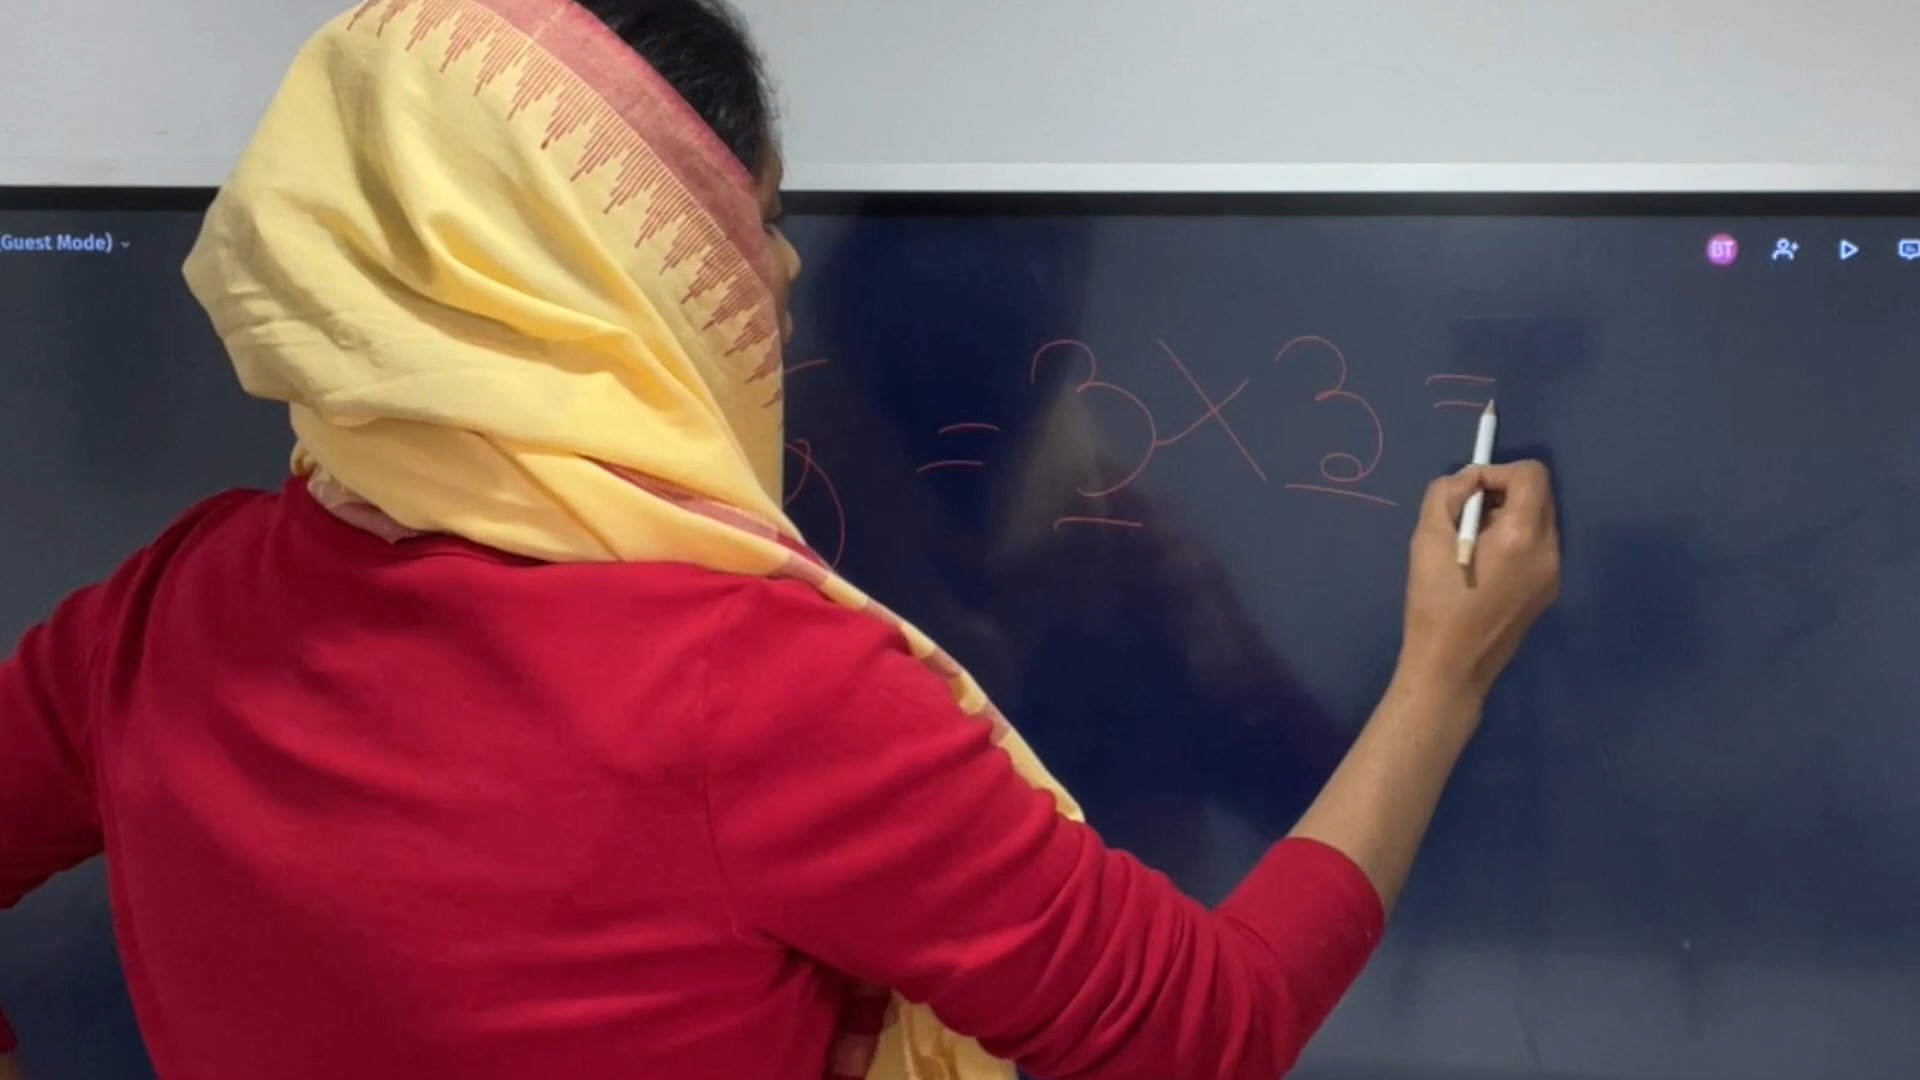 (Guest Mode) BT
= 3 X 3 =